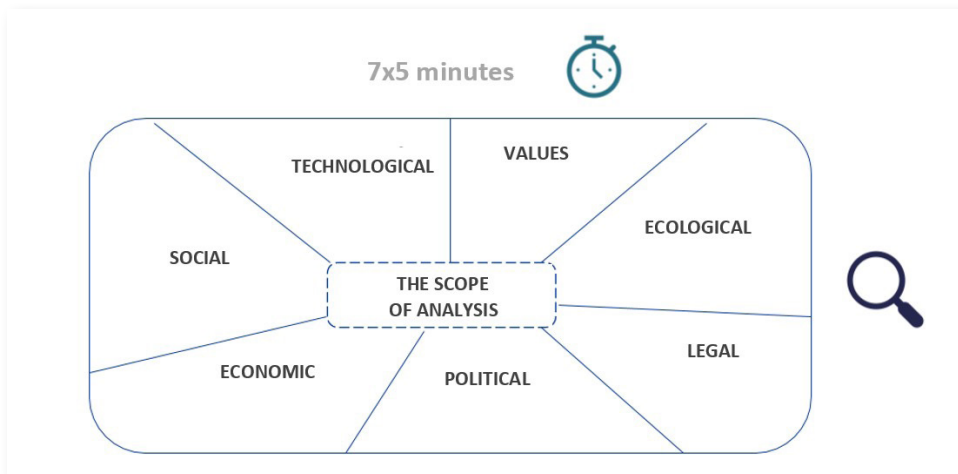 7x5 minutes
TECHNOLOGICAL
VALUES
ECOLOGICAL
SOCIAL
THE SCOPE
OF ANALYSIS
LEGAL
ECONOMIC
POLITICAL